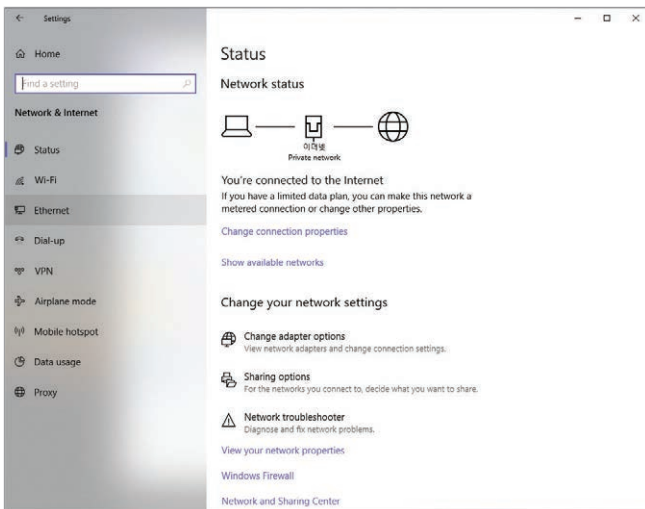 Settings
Home
Find a setting
Network & Internet
Status
Wi-Fi
Ethernet
Dial-up
VPN
Airplane mode
Mobile hotspot
Data usage
Proxy
Status
Network status
이더넷
Private network
You're connected to the Internet
If you have a limited data plan, you can make this network a
metered connection or change other properties.
Change connection properties
Show available networks
Change your network settings
Change adapter options
View network adapters and change connection settings.
Sharing options
For the networks you connect to, decide what you want to share.
Network troubleshooter
Diagnose and fix network problems.
View your network properties
Windows Firewall
Network and Sharing Center